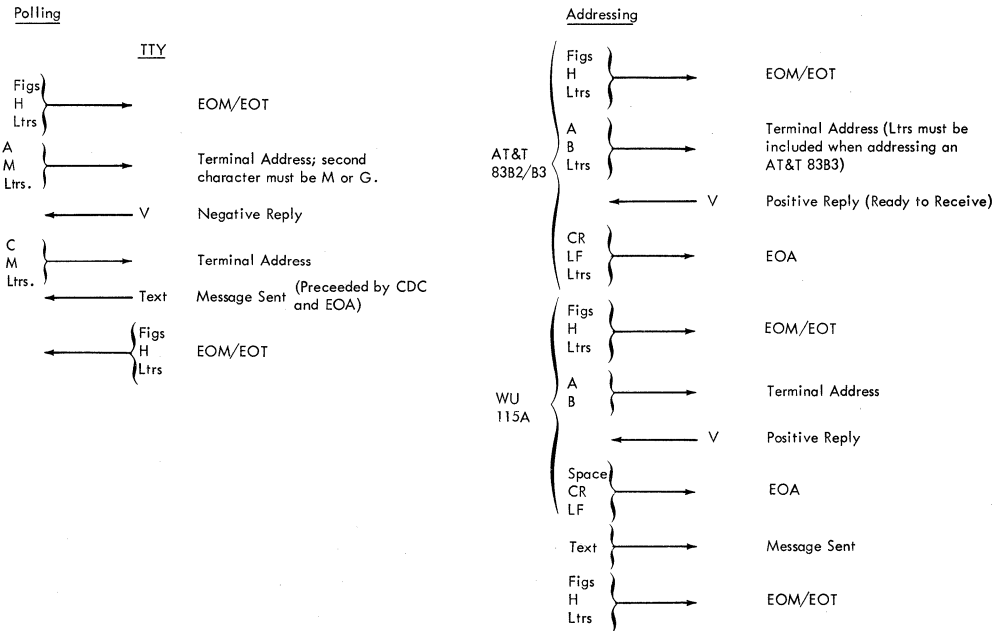 Polling
TTY
Figs
H
Ltrs
EOM/EOT
A
M
Ltrs.
Terminal Address; second
character must be M or G.
V
Negative Reply
C
M
Ltrs.
Terminal Address
Text
Message Sent (Preceeded by CDC
and EOA)
Figs
H
Ltrs
EOM/EOT
Addressing
AT&T
83B2/B3
Figs
H
Ltrs
EOM/EOT
A
B
Ltrs
Terminal Address (Ltrs must be
included when addressing an
AT&T 83B3)
V
Positive Reply (Ready to Receive)
CR
LF
Ltrs
EOA
WU
115A
Figs
H
Ltrs
EOM/EOT
A
B
Terminal Address
V
Positive Reply
Space
CR
LF
EOA
Text
Message Sent
Figs
H
Ltrs
EOM/EOT